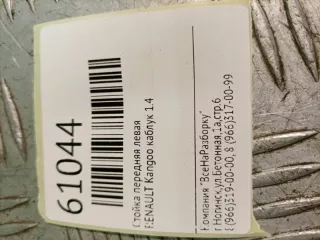 61044
Стойка передняя левая
RENAULT Kangoo каблук 1.4
Компания "ВсеНаРазборку"
г Ногинск,ул.Бетонная,1а,стр.6
8(966)319-00-00, 8 (966)317-00-99